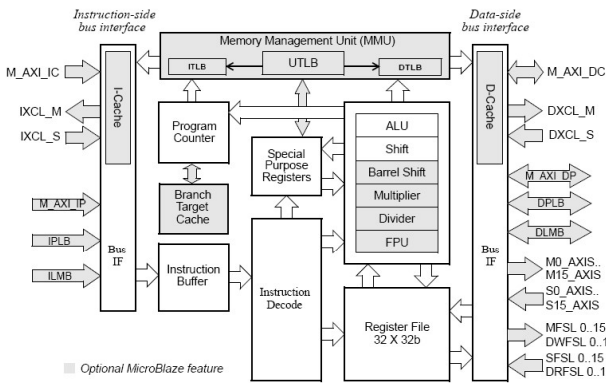 Instruction-side
bus interface
Data-side
bus interface
Memory Management Unit (MMU)
ITLB
UTLB
DTLB
M_AXI_IC
IXCL_M
IXCL_S
I-Cache
M_AXI_IP
IPLB
ILMB
Bus
IF
Program
Counter
Branch
Target
Cache
Special
Purpose
Registers
Instruction
Buffer
Instruction
Decode
ALU
Shift
Barrel Shift
Multiplier
Divider
FPU
Register File
32 X 32b
D-Cache
Bus
IF
M_AXI_DC
DXCL_M
DXCL_S
M_AXI_DP
DPLB
DLMB
M0_AXIS..
M15_AXIS
S0_AXIS..
S15_AXIS
MFSL 0..15
DWFSL 0..1
SFSL 0..15
DRFSL 0..1
Optional MicroBlaze feature